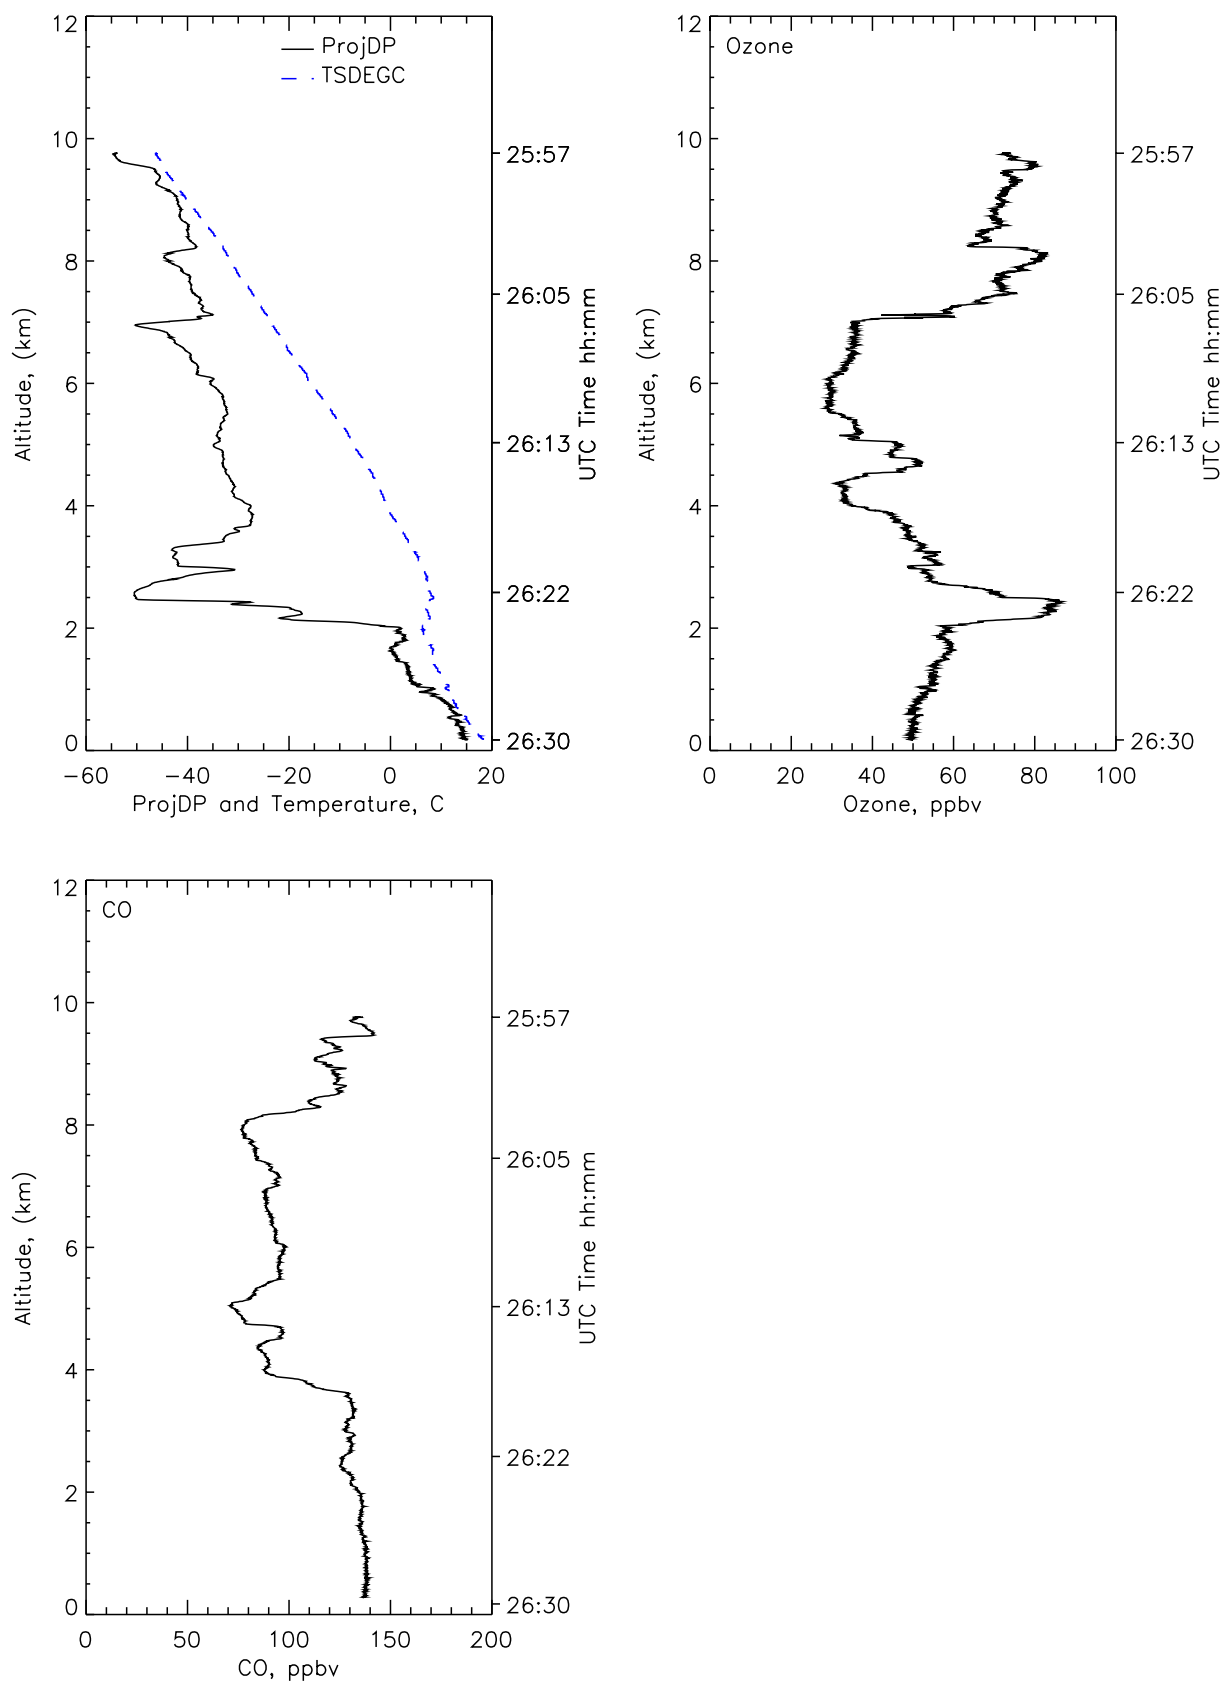 ProjDP
TSDEGC
12
10
8
6
4
2
0
Altitude, (km)
-60 -40 -20 0 20
ProjDP and Temperature, C
25:57
26:05
26:13
26:22
26:30
UTC Time hh:mm
Ozone
12
10
8
6
4
2
0
Altitude, (km)
0 20 40 60 80 100
Ozone, ppbv
25:57
26:05
26:13
26:22
26:30
UTC Time hh:mm
CO
12
10
8
6
4
2
0
Altitude, (km)
0 50 100 150 200
CO, ppbv
25:57
26:05
26:13
26:22
26:30
UTC Time hh:mm